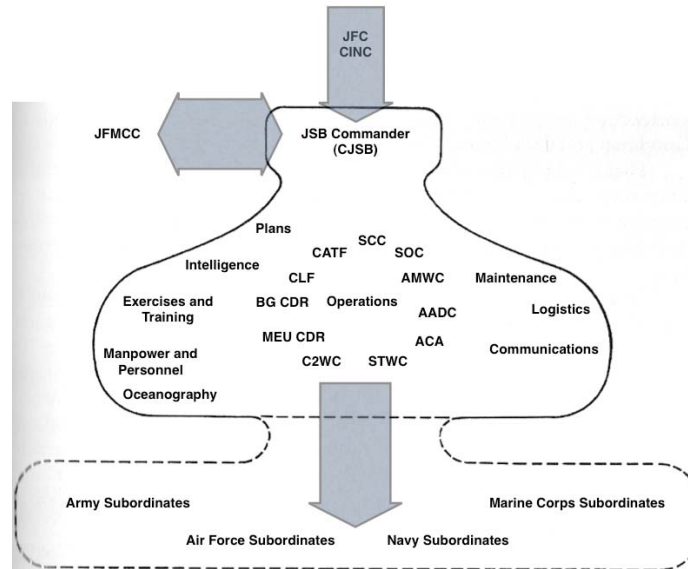 JFC
CINC
JFMCC
JSB Commander
(CJSB)
Plans
SCC
CATF
SOC
Intelligence
CLF
AMWC
Maintenance
Exercises and
Training
BG CDR
Operations
AADC
Logistics
MEU CDR
ACA
Manpower and
Personnel
C2WC
STWC
Communications
Oceanography
Army Subordinates
Marine Corps Subordinates
Air Force Subordinates
Navy Subordinates